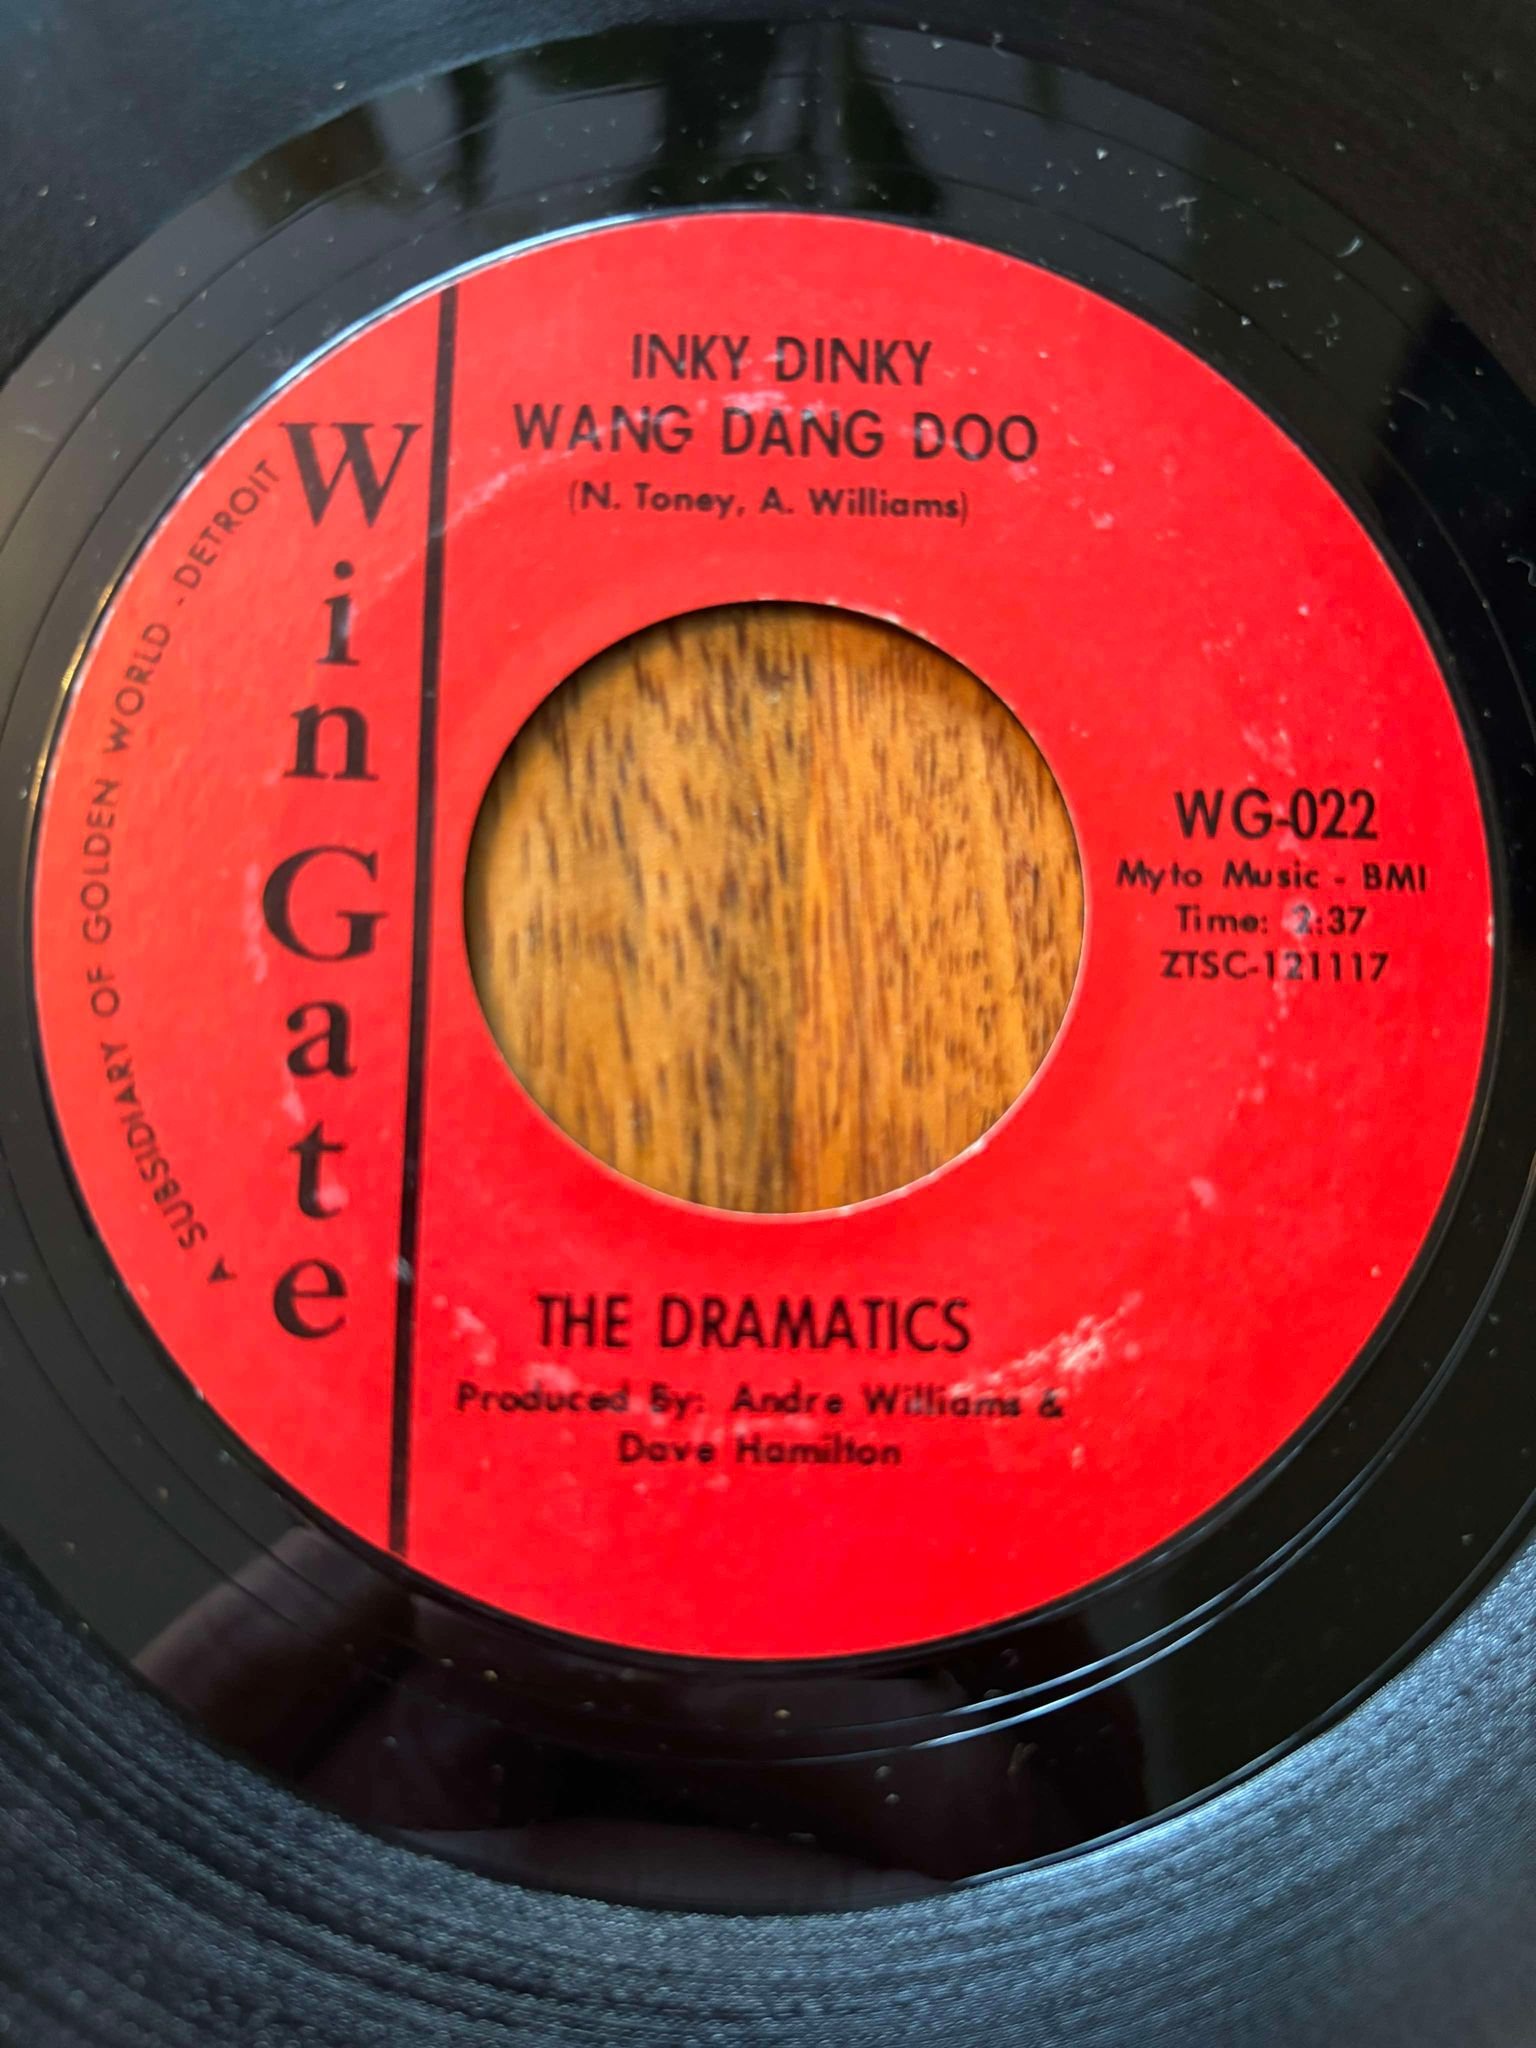 INKY DINKY
WANG DANG DOO
(N. Toney, A. Williams)
WinGate
A SUBSIDIARY OF GOLDEN WORLD - DETROIT
WG-022
Myto Music - BMI
Time: 2:37
ZTSC-121117
THE DRAMATICS
Produced By: Andre Williams &
Dave Hamilton